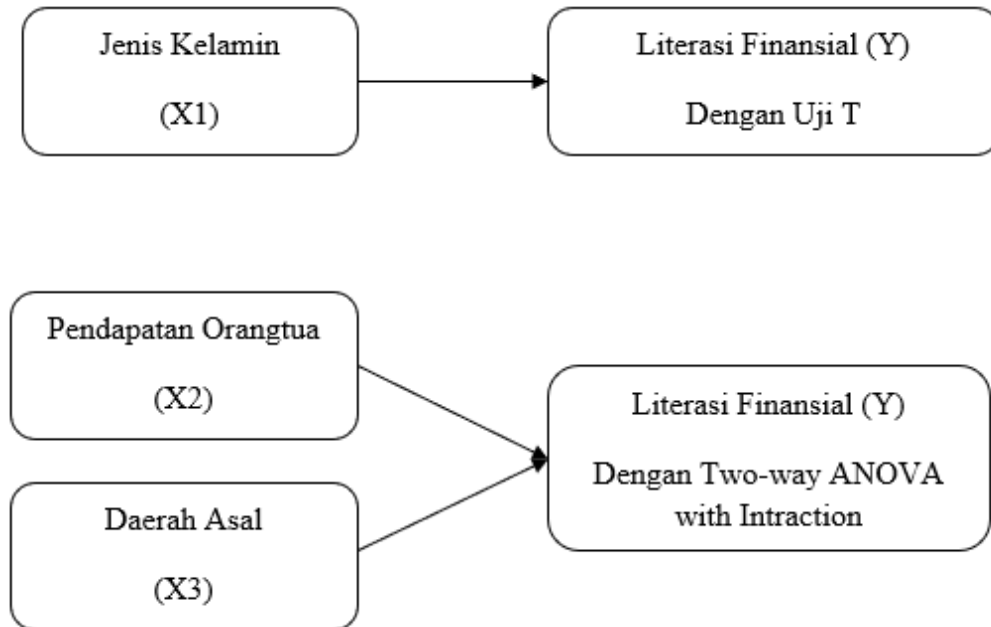 Jenis Kelamin
(X1)
Literasi Finansial (Y)
Dengan Uji T
Pendapatan Orangtua
(X2)
Daerah Asal
(X3)
Literasi Finansial (Y)
Dengan Two-way ANOVA
with Intraction